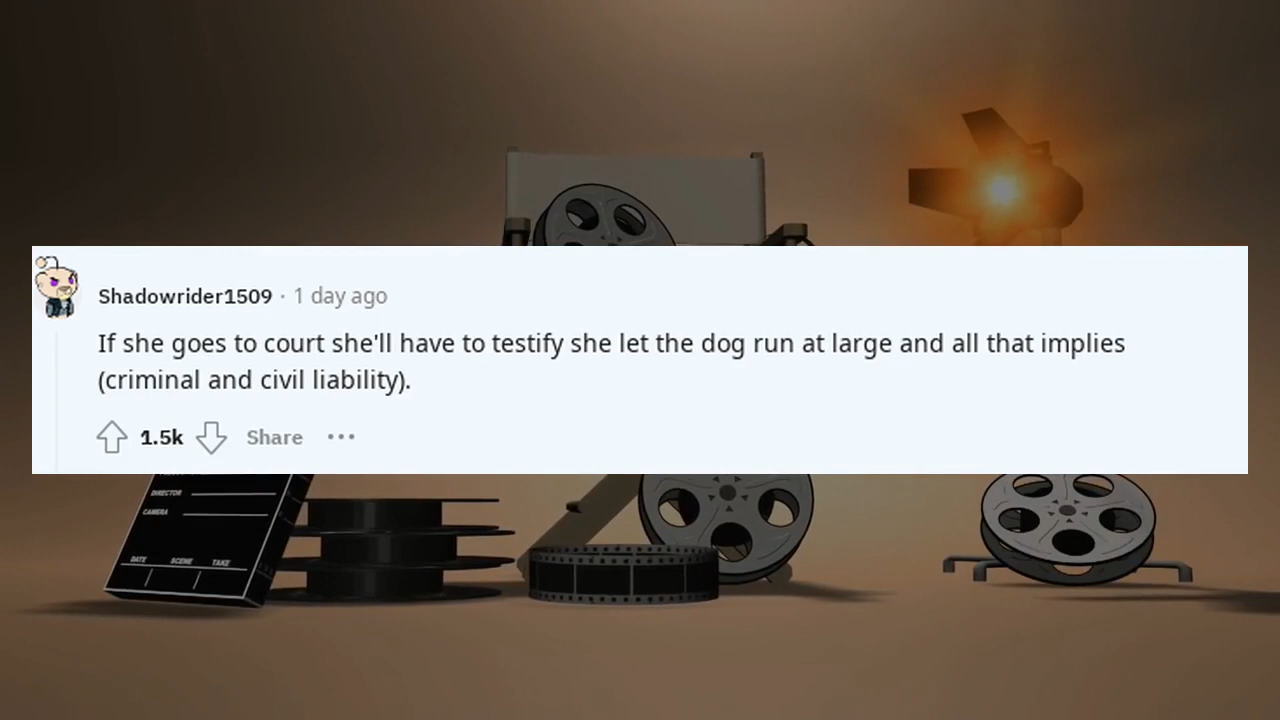 Shadowrider1509 · 1 day ago
If she goes to court she'll have to testify she let the dog run at large and all that implies
(criminal and civil liability).
1.5k Share •••
DIRECTOR
CAMERA
DATE SCENE TAKE